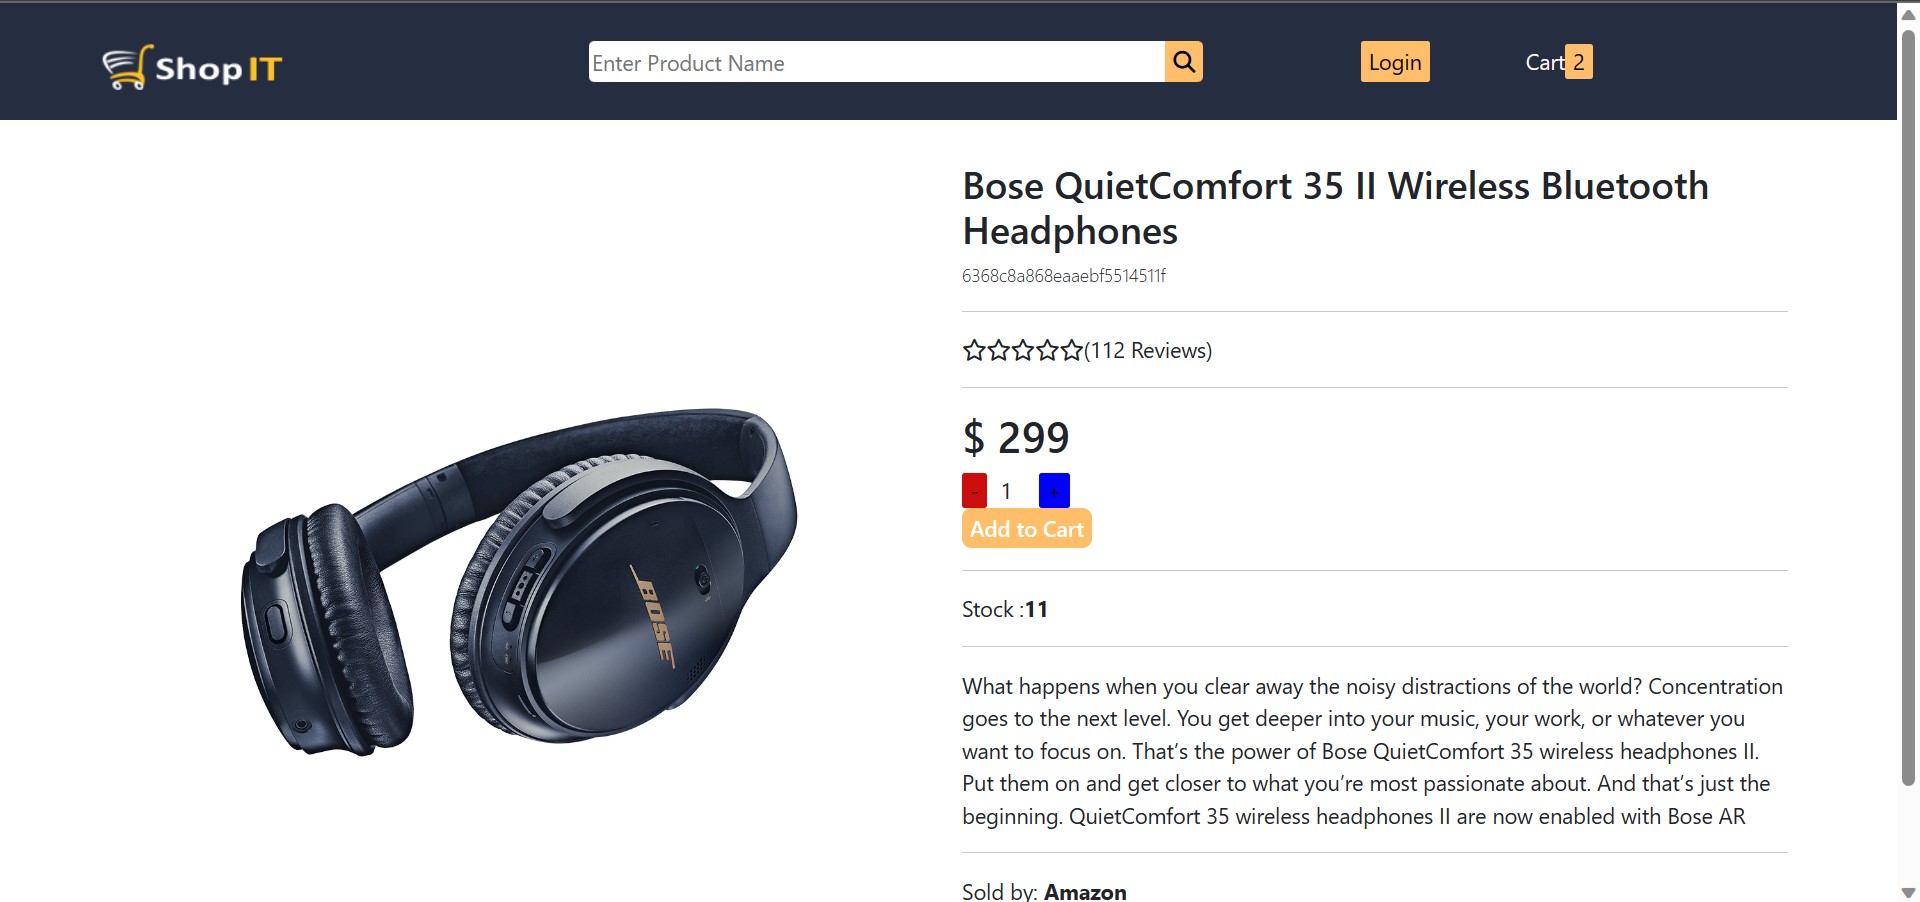 Shop IT
Enter Product Name
Login
Cart 2
Bose QuietComfort 35 II Wireless Bluetooth
Headphones
6368c8a868eaaebf5514511f
(112 Reviews)
$ 299
- 1 +
Add to Cart
Stock :11
BOSE
What happens when you clear away the noisy distractions of the world? Concentration
goes to the next level. You get deeper into your music, your work, or whatever you
want to focus on. That’s the power of Bose QuietComfort 35 wireless headphones II.
Put them on and get closer to what you’re most passionate about. And that’s just the
beginning. QuietComfort 35 wireless headphones II are now enabled with Bose AR
Sold by: Amazon